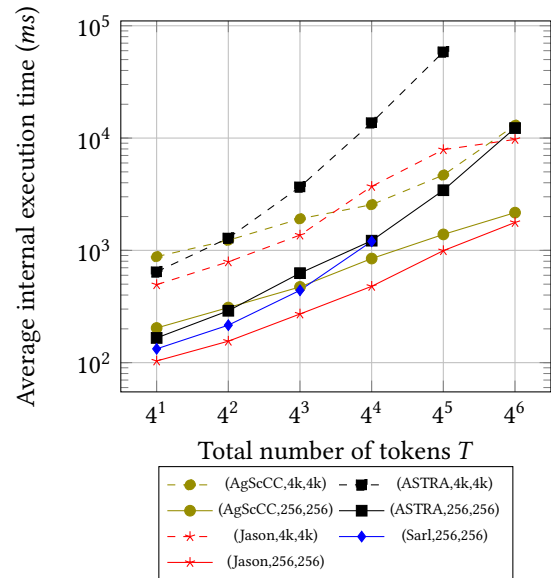 10^5
10^4
10^3
10^2
Average internal execution time (ms)
4^1 4^2 4^3 4^4 4^5 4^6
Total number of tokens T
(AgScCC,4k,4k) (ASTRA,4k,4k)
(AgScCC,256,256) (ASTRA,256,256)
(Jason,4k,4k) (Sarl,256,256)
(Jason,256,256)